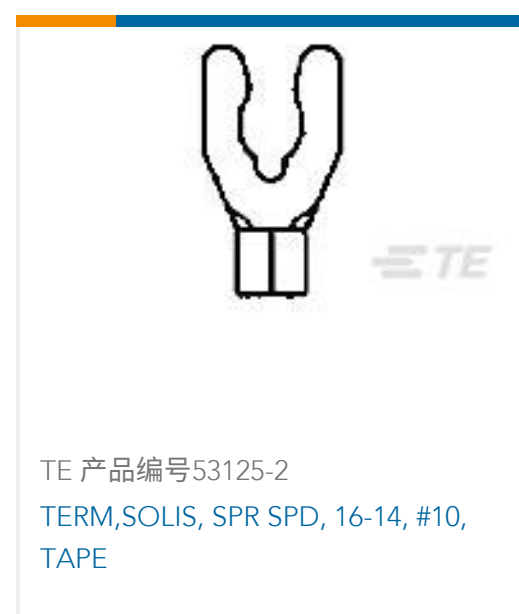 TE
TE 产品编号53125-2
TERM,SOLIS, SPR SPD, 16-14, #10,
TAPE